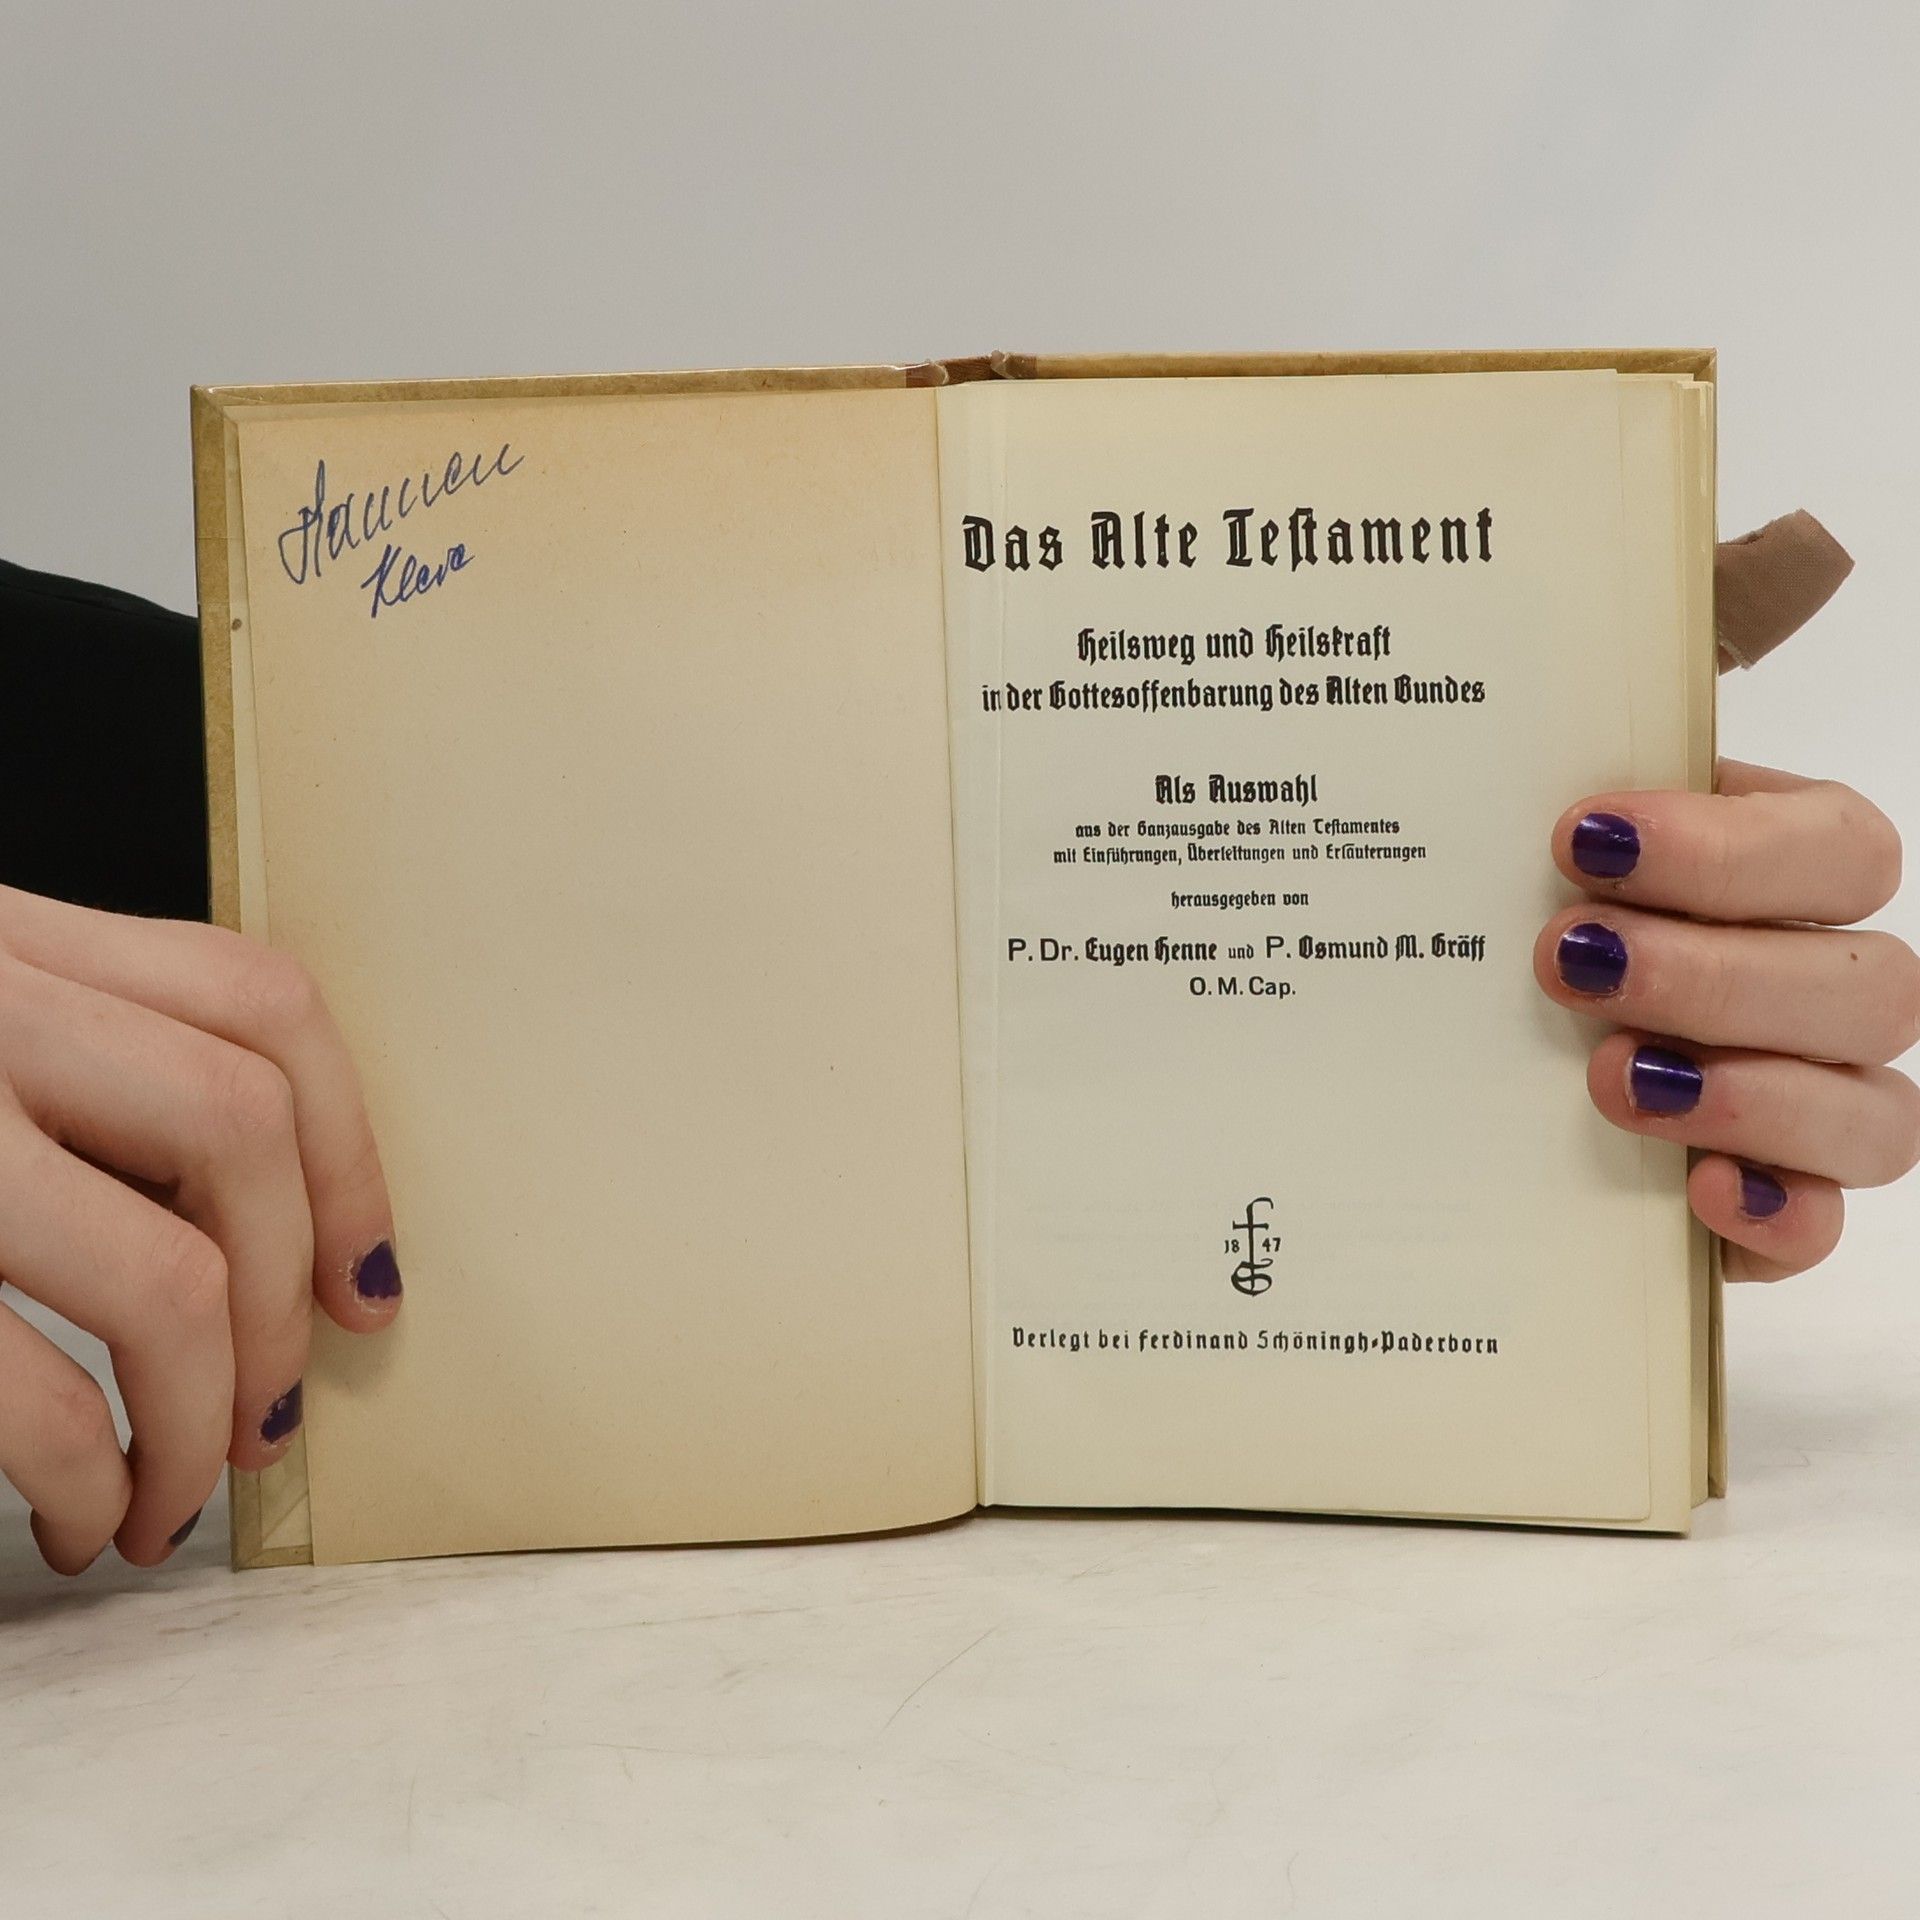 Hannen
Kleve
Das Alte Testament
Heilsweg und Heilskraft
in der Gottesoffenbarung des Alten Bundes
Als Auswahl
aus der Ganzausgabe des Alten Testamentes
mit Einführungen, Überleitungen und Erläuterungen
herausgegeben von
P. Dr. Eugen Henne und P. Osmund M. Gräff
O. M. Cap.
18 47
Verlegt bei Ferdinand Schöningh-Paderborn